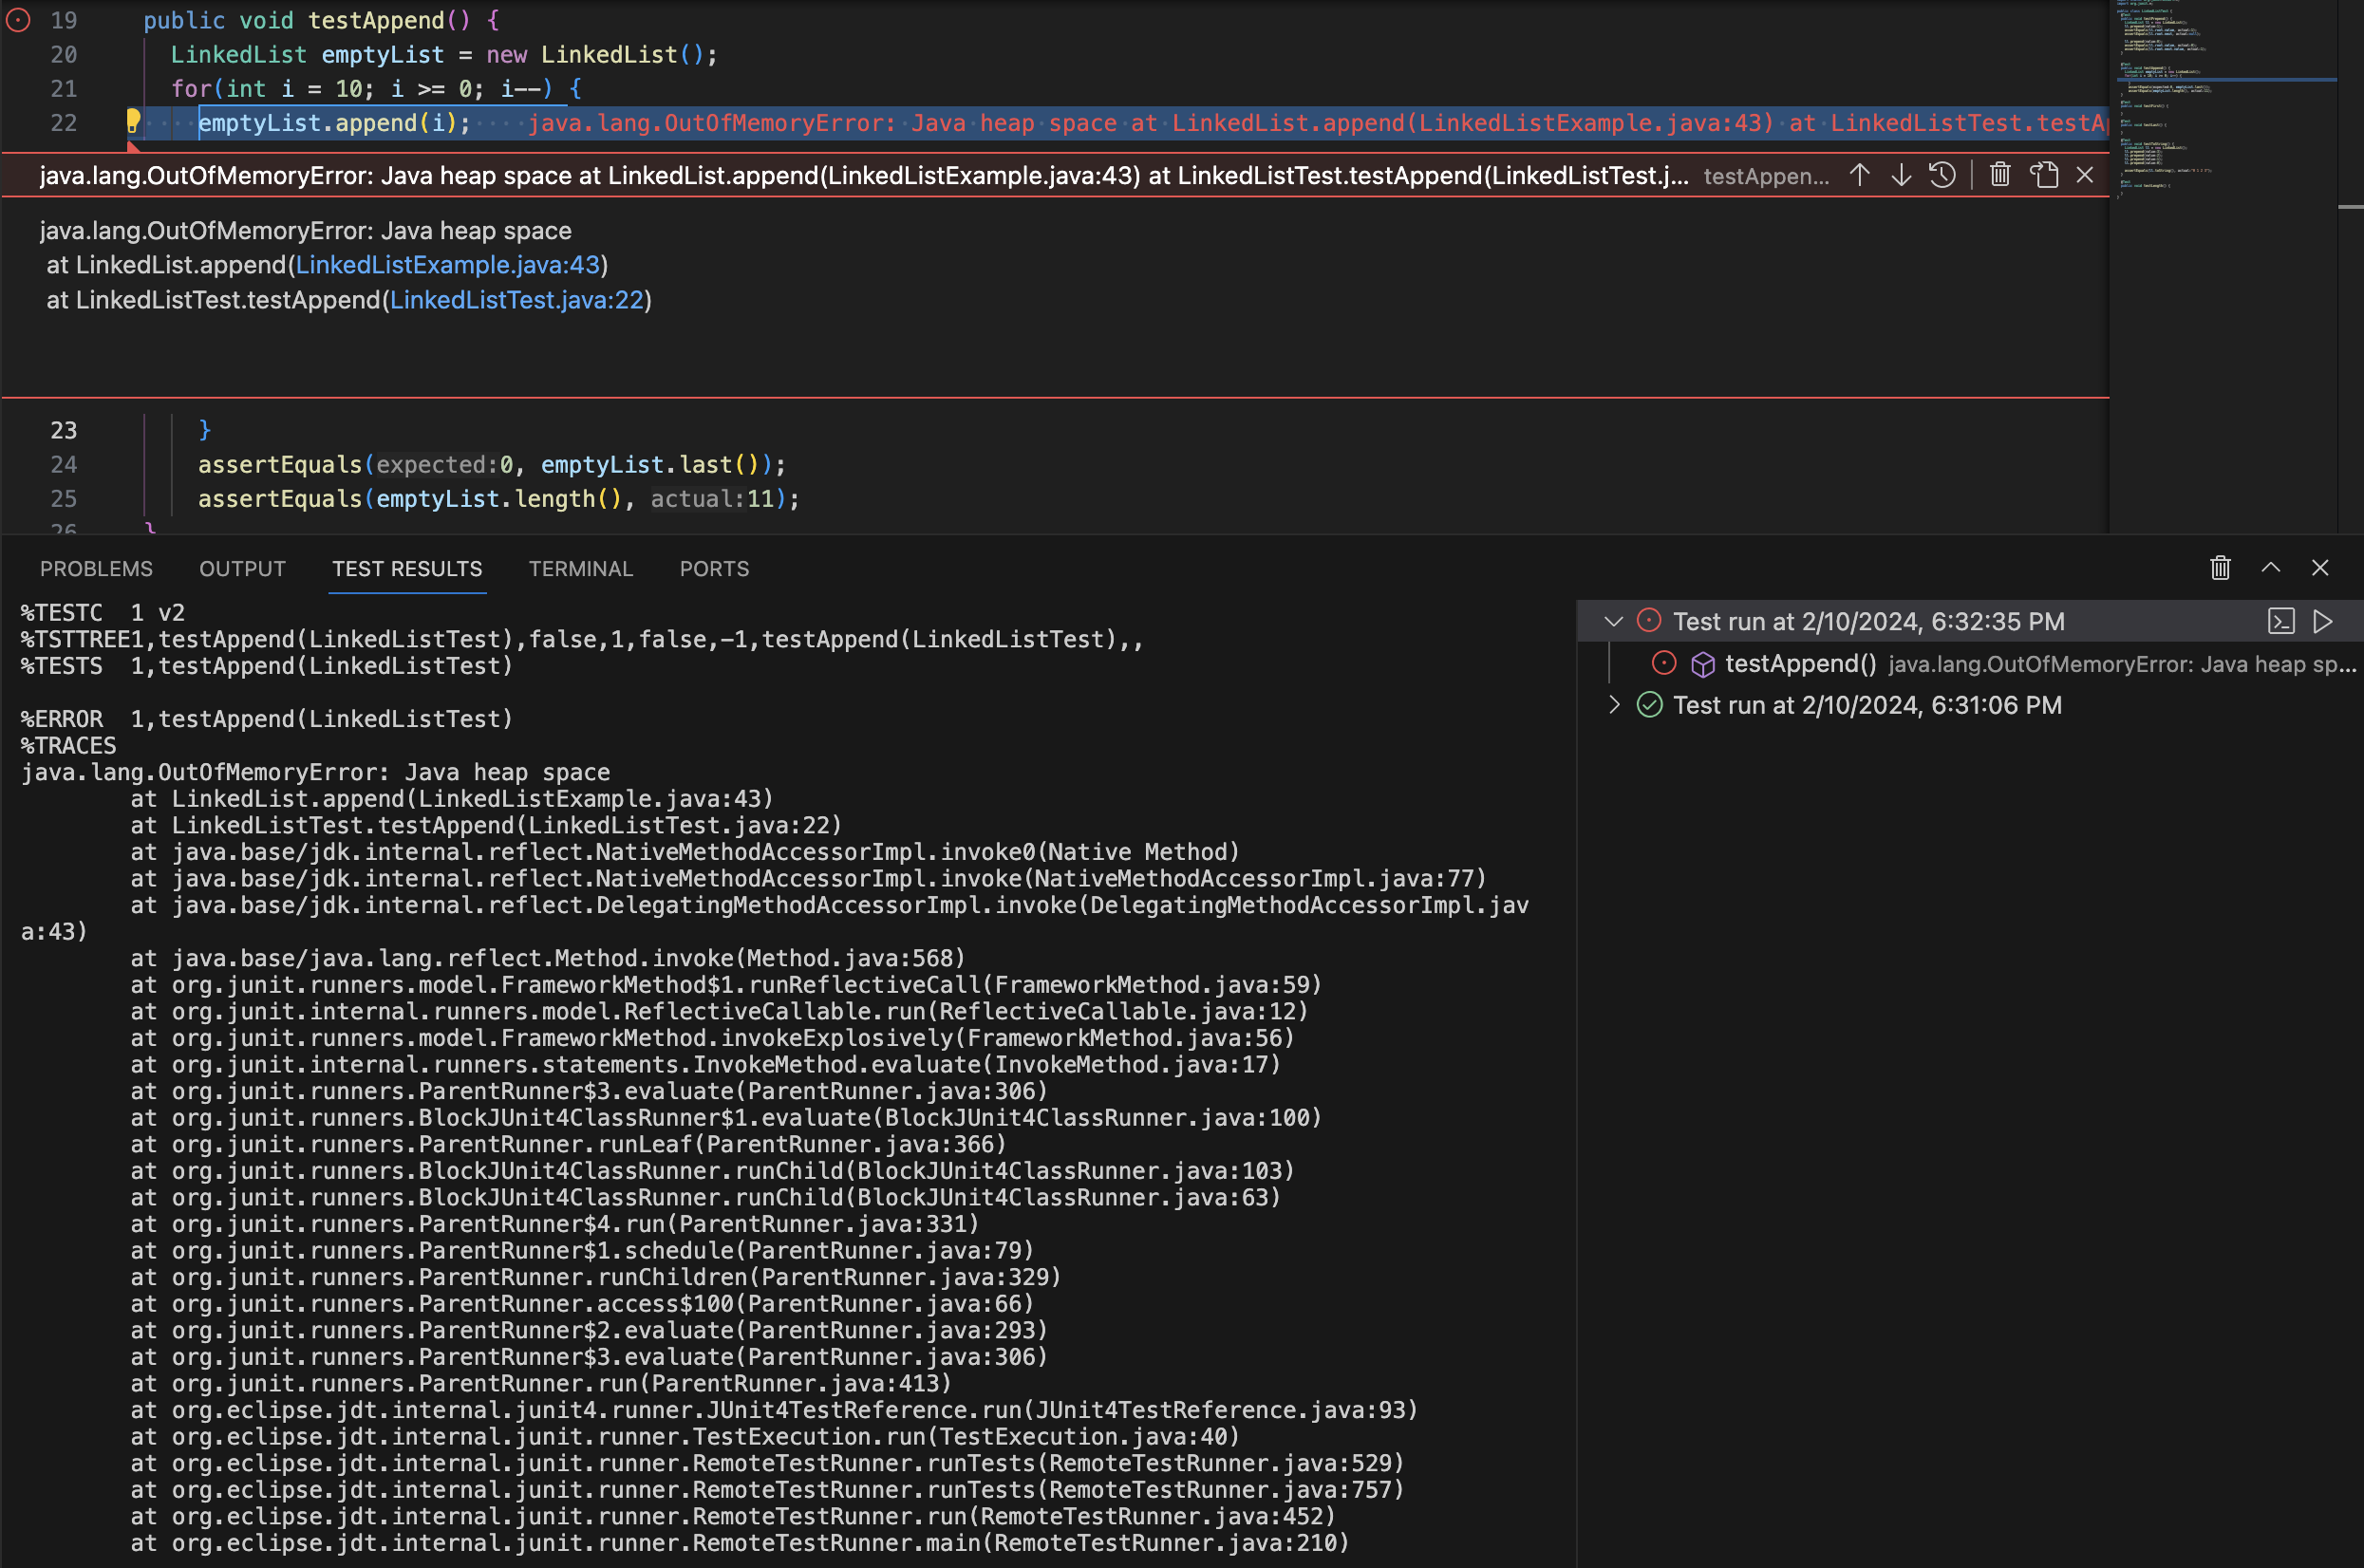 19 public void testAppend() {
20 LinkedList emptyList = new LinkedList();
21 for(int i = 10; i >= 0; i--) {
22 emptyList.append(i); java.lang.OutOfMemoryError: Java heap space at LinkedList.append(LinkedListExample.java:43) at LinkedListTest.testA
java.lang.OutOfMemoryError: Java heap space at LinkedList.append(LinkedListExample.java:43) at LinkedListTest.testAppend(LinkedListTest.j... testAppen...
java.lang.OutOfMemoryError: Java heap space
at LinkedList.append(LinkedListExample.java:43)
at LinkedListTest.testAppend(LinkedListTest.java:22)
23 }
24 assertEquals(expected:0, emptyList.last());
25 assertEquals(emptyList.length(), actual:11);
26 }
PROBLEMS OUTPUT TEST RESULTS TERMINAL PORTS
%TESTC 1 v2
%TSTTREE1,testAppend(LinkedListTest),false,1,false,-1,testAppend(LinkedListTest),,
%TESTS 1,testAppend(LinkedListTest)
%ERROR 1,testAppend(LinkedListTest)
%TRACES
java.lang.OutOfMemoryError: Java heap space
at LinkedList.append(LinkedListExample.java:43)
at LinkedListTest.testAppend(LinkedListTest.java:22)
at java.base/jdk.internal.reflect.NativeMethodAccessorImpl.invoke0(Native Method)
at java.base/jdk.internal.reflect.NativeMethodAccessorImpl.invoke(NativeMethodAccessorImpl.java:77)
at java.base/jdk.internal.reflect.DelegatingMethodAccessorImpl.invoke(DelegatingMethodAccessorImpl.jav
a:43)
at java.base/java.lang.reflect.Method.invoke(Method.java:568)
at org.junit.runners.model.FrameworkMethod$1.runReflectiveCall(FrameworkMethod.java:59)
at org.junit.internal.runners.model.ReflectiveCallable.run(ReflectiveCallable.java:12)
at org.junit.runners.model.FrameworkMethod.invokeExplosively(FrameworkMethod.java:56)
at org.junit.internal.runners.statements.InvokeMethod.evaluate(InvokeMethod.java:17)
at org.junit.runners.ParentRunner$3.evaluate(ParentRunner.java:306)
at org.junit.runners.BlockJUnit4ClassRunner$1.evaluate(BlockJUnit4ClassRunner.java:100)
at org.junit.runners.ParentRunner.runLeaf(ParentRunner.java:366)
at org.junit.runners.BlockJUnit4ClassRunner.runChild(BlockJUnit4ClassRunner.java:103)
at org.junit.runners.BlockJUnit4ClassRunner.runChild(BlockJUnit4ClassRunner.java:63)
at org.junit.runners.ParentRunner$4.run(ParentRunner.java:331)
at org.junit.runners.ParentRunner$1.schedule(ParentRunner.java:79)
at org.junit.runners.ParentRunner.runChildren(ParentRunner.java:329)
at org.junit.runners.ParentRunner.access$100(ParentRunner.java:66)
at org.junit.runners.ParentRunner$2.evaluate(ParentRunner.java:293)
at org.junit.runners.ParentRunner$3.evaluate(ParentRunner.java:306)
at org.junit.runners.ParentRunner.run(ParentRunner.java:413)
at org.eclipse.jdt.internal.junit4.runner.JUnit4TestReference.run(JUnit4TestReference.java:93)
at org.eclipse.jdt.internal.junit.runner.TestExecution.run(TestExecution.java:40)
at org.eclipse.jdt.internal.junit.runner.RemoteTestRunner.runTests(RemoteTestRunner.java:529)
at org.eclipse.jdt.internal.junit.runner.RemoteTestRunner.runTests(RemoteTestRunner.java:757)
at org.eclipse.jdt.internal.junit.runner.RemoteTestRunner.run(RemoteTestRunner.java:452)
at org.eclipse.jdt.internal.junit.runner.RemoteTestRunner.main(RemoteTestRunner.java:210)
Test run at 2/10/2024, 6:32:35 PM
testAppend() java.lang.OutOfMemoryError: Java heap sp...
Test run at 2/10/2024, 6:31:06 PM